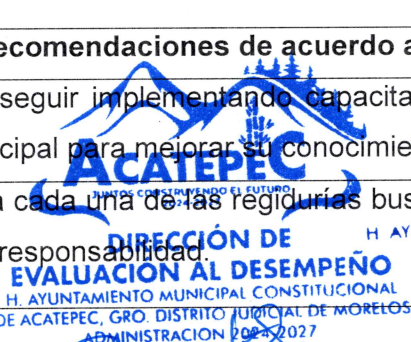 ecomendaciones de acuerdo a
seguir implementando capacita
cipal para mejorar su conocimie
ACATEPEC
JUNTOS CONSTRUYENDO EL FUTURO
a cada una de las regidurías bus
responsabilidad.
DIRECCIÓN DE
H AY
EVALUACIÓN AL DESEMPEÑO
H. AYUNTAMIENTO MUNICIPAL CONSTITUCIONAL
DE ACATEPEC, GRO. DISTRITO JUDICIAL DE MORELOS
ADMINISTRACIÓN 2024-2027